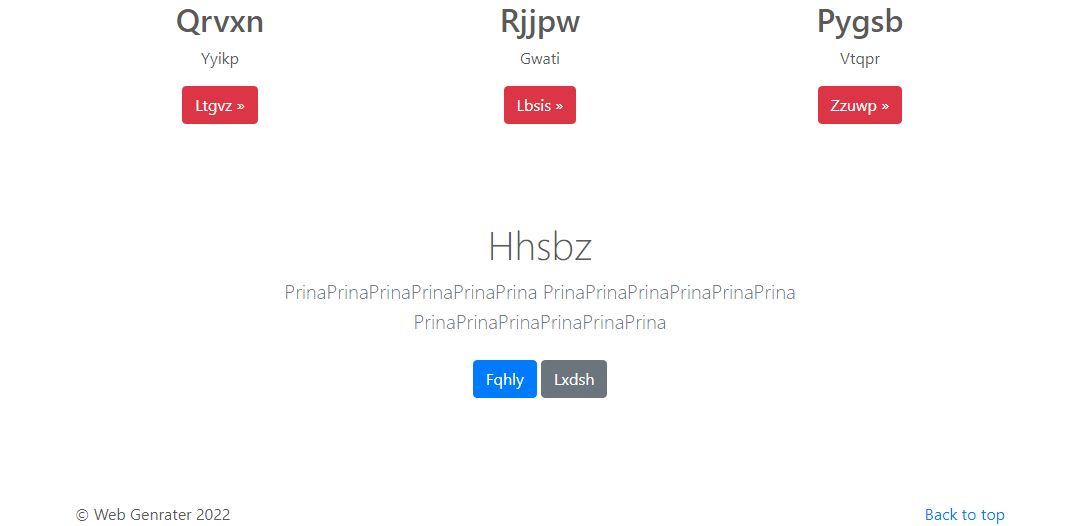 Qrvxn Rjjpw Pygsb
Yyikp Gwati Vtqpr
Ltgvz » Lbsis » Zzuwp »
Hhsbz
PrinaPrinaPrinaPrinaPrinaPrina PrinaPrinaPrinaPrinaPrinaPrina
PrinaPrinaPrinaPrinaPrinaPrina
Fqhly Lxdsh
© Web Genrater 2022 Back to top